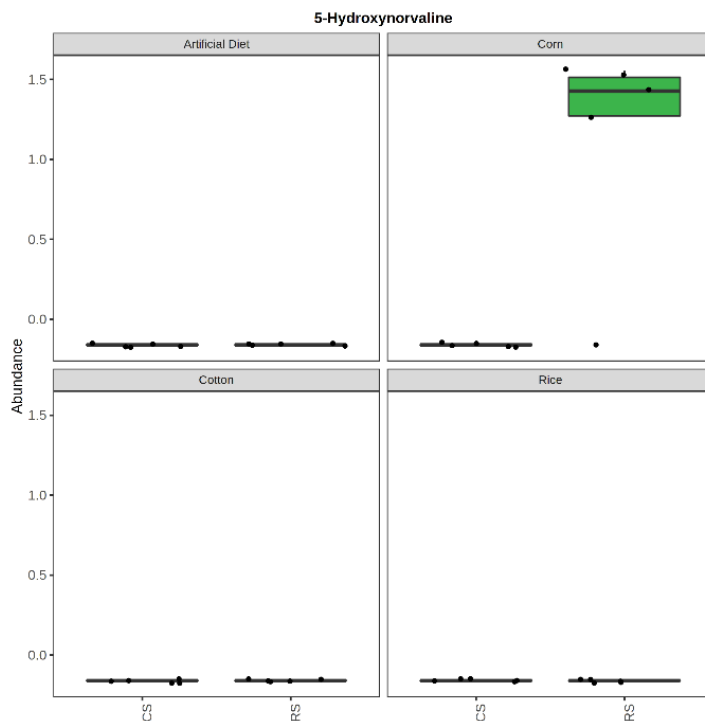 5-Hydroxynorvaline
Artificial Diet
Corn
1.5
1.0
0.5
0.0
Abundance
Cotton
Rice
1.5
1.0
0.5
0.0
CS
RS
CS
RS